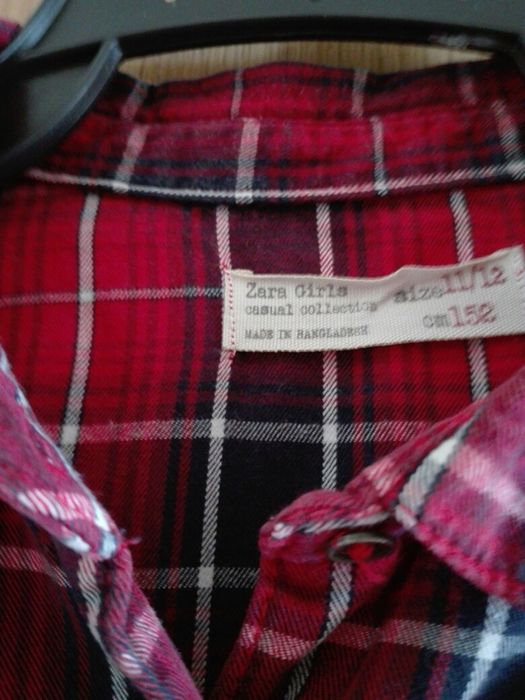 Zara Girls size 11/12
casual collection cm 152
MADE IN BANGLADESH